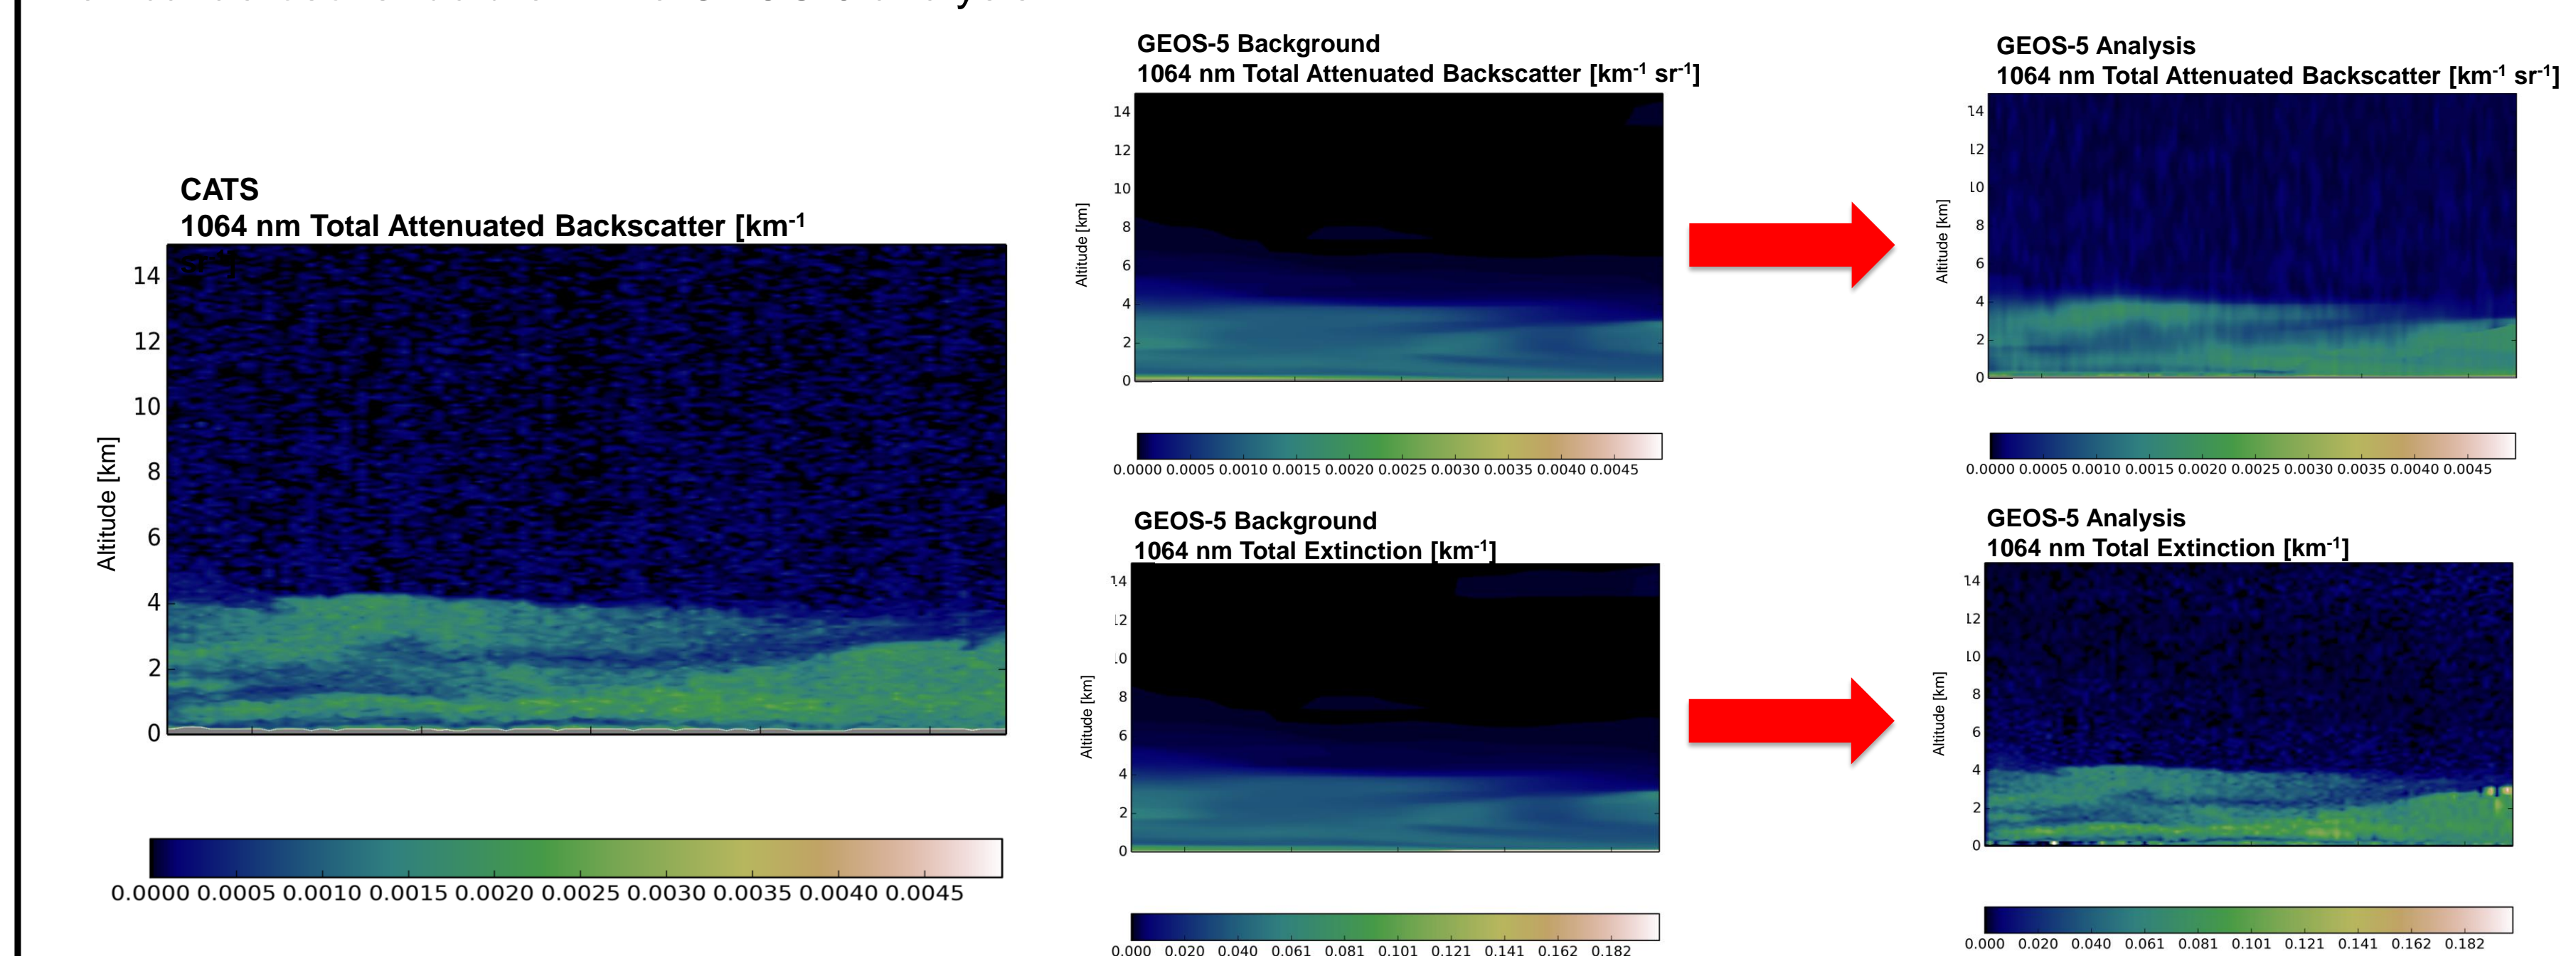 CATS
1064 nm Total Attenuated Backscatter [km-1
14
12
10
8
6
4
2
0
Altitude [km]
0.0000 0.0005 0.0010 0.0015 0.0020 0.0025 0.0030 0.0035 0.0040 0.0045
GEOS-5 Background
1064 nm Total Attenuated Backscatter [km-1 sr-1]
14
12
10
8
6
4
2
0
Altitude [km]
0.0000 0.0005 0.0010 0.0015 0.0020 0.0025 0.0030 0.0035 0.0040 0.0045
GEOS-5 Analysis
1064 nm Total Attenuated Backscatter [km-1 sr-1]
14
12
10
8
6
4
2
0
Altitude [km]
0.0000 0.0005 0.0010 0.0015 0.0020 0.0025 0.0030 0.0035 0.0040 0.0045
GEOS-5 Background
1064 nm Total Extinction [km-1]
14
12
10
8
6
4
2
0
Altitude [km]
0.000 0.020 0.040 0.061 0.081 0.101 0.121 0.141 0.162 0.182
GEOS-5 Analysis
1064 nm Total Extinction [km-1]
14
12
10
8
6
4
2
0
Altitude [km]
0.000 0.020 0.040 0.061 0.081 0.101 0.121 0.141 0.162 0.182